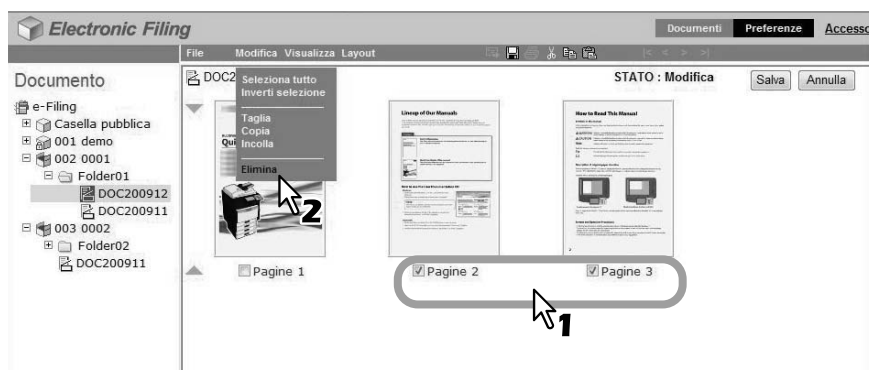 Electronic Filing
Documenti Preferenze Accesso
File Modifica Visualizza Layout
Documento
e-Filing
Casella pubblica
001 demo
002 0001
Folder01
DOC200912
DOC200911
003 0002
Folder02
DOC200911
DOC2
STATO : Modifica
Salva Annulla
Seleziona tutto
Inverti selezione
Taglia
Copia
Incolla
Elimina
2
Qui
Lineup of Our Manuals
How to Read This Manual
Pagine 1
Pagine 2
Pagine 3
1